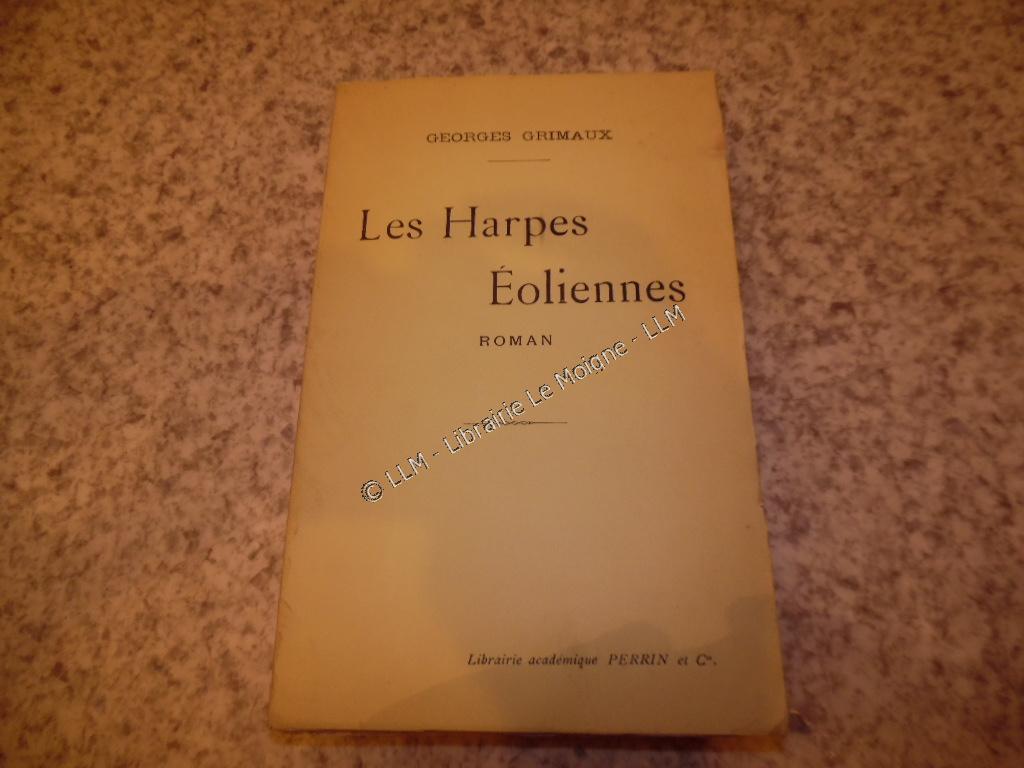 GEORGES GRIMAUX
Les Harpes
Éoliennes
ROMAN
© LLM - Librairie Le Moigne - LLM
Librairie académique PERRIN et Cie.